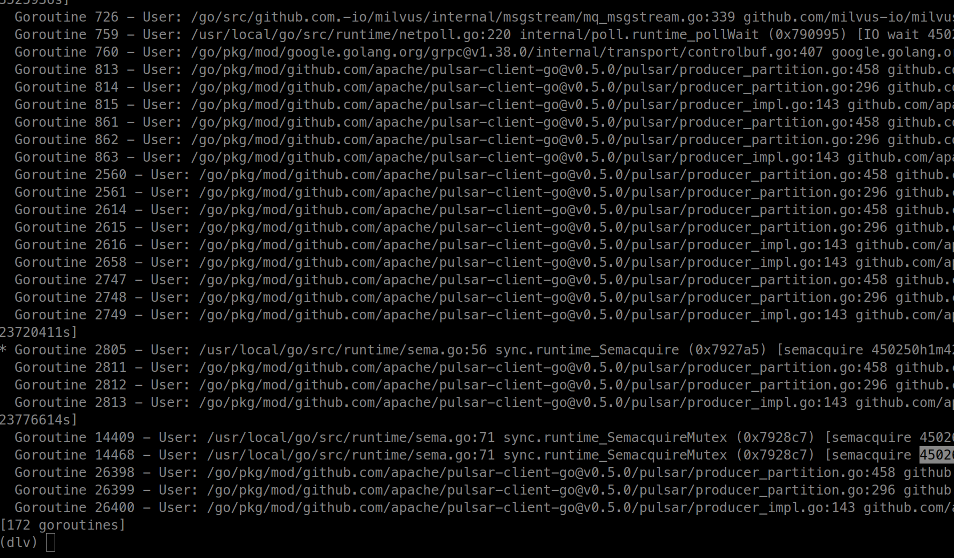 Goroutine 726 - User: /go/src/github.com.-io/milvus/internal/msgstream/mq_msgstream.go:339 github.com/milvus-io/milvus
Goroutine 759 - User: /usr/local/go/src/runtime/netpoll.go:220 internal/poll.runtime_pollWait (0x790995) [IO wait 450
Goroutine 760 - User: /go/pkg/mod/google.golang.org/grpc@v1.38.0/internal/transport/controlbuf.go:407 google.golang.o
Goroutine 813 - User: /go/pkg/mod/github.com/apache/pulsar-client-go@v0.5.0/pulsar/producer_partition.go:458 github.c
Goroutine 814 - User: /go/pkg/mod/github.com/apache/pulsar-client-go@v0.5.0/pulsar/producer_partition.go:296 github.c
Goroutine 815 - User: /go/pkg/mod/github.com/apache/pulsar-client-go@v0.5.0/pulsar/producer_impl.go:143 github.com/apa
Goroutine 861 - User: /go/pkg/mod/github.com/apache/pulsar-client-go@v0.5.0/pulsar/producer_partition.go:458 github.c
Goroutine 862 - User: /go/pkg/mod/github.com/apache/pulsar-client-go@v0.5.0/pulsar/producer_partition.go:296 github.c
Goroutine 863 - User: /go/pkg/mod/github.com/apache/pulsar-client-go@v0.5.0/pulsar/producer_impl.go:143 github.com/apa
Goroutine 2560 - User: /go/pkg/mod/github.com/apache/pulsar-client-go@v0.5.0/pulsar/producer_partition.go:458 github.
Goroutine 2561 - User: /go/pkg/mod/github.com/apache/pulsar-client-go@v0.5.0/pulsar/producer_partition.go:296 github.
Goroutine 2614 - User: /go/pkg/mod/github.com/apache/pulsar-client-go@v0.5.0/pulsar/producer_partition.go:458 github.
Goroutine 2615 - User: /go/pkg/mod/github.com/apache/pulsar-client-go@v0.5.0/pulsar/producer_partition.go:296 github.
Goroutine 2616 - User: /go/pkg/mod/github.com/apache/pulsar-client-go@v0.5.0/pulsar/producer_impl.go:143 github.com/ap
Goroutine 2658 - User: /go/pkg/mod/github.com/apache/pulsar-client-go@v0.5.0/pulsar/producer_impl.go:143 github.com/ap
Goroutine 2747 - User: /go/pkg/mod/github.com/apache/pulsar-client-go@v0.5.0/pulsar/producer_partition.go:458 github.
Goroutine 2748 - User: /go/pkg/mod/github.com/apache/pulsar-client-go@v0.5.0/pulsar/producer_partition.go:296 github.
Goroutine 2749 - User: /go/pkg/mod/github.com/apache/pulsar-client-go@v0.5.0/pulsar/producer_impl.go:143 github.com/ap
23720411s]
* Goroutine 2805 - User: /usr/local/go/src/runtime/sema.go:56 sync.runtime_Semacquire (0x7927a5) [semacquire 450250h1m4
Goroutine 2811 - User: /go/pkg/mod/github.com/apache/pulsar-client-go@v0.5.0/pulsar/producer_partition.go:458 github.
Goroutine 2812 - User: /go/pkg/mod/github.com/apache/pulsar-client-go@v0.5.0/pulsar/producer_partition.go:296 github.
Goroutine 2813 - User: /go/pkg/mod/github.com/apache/pulsar-client-go@v0.5.0/pulsar/producer_impl.go:143 github.com/ap
23776614s]
Goroutine 14409 - User: /usr/local/go/src/runtime/sema.go:71 sync.runtime_SemacquireMutex (0x7928c7) [semacquire 4502
Goroutine 14468 - User: /usr/local/go/src/runtime/sema.go:71 sync.runtime_SemacquireMutex (0x7928c7) [semacquire 4502
Goroutine 26398 - User: /go/pkg/mod/github.com/apache/pulsar-client-go@v0.5.0/pulsar/producer_partition.go:458 github
Goroutine 26399 - User: /go/pkg/mod/github.com/apache/pulsar-client-go@v0.5.0/pulsar/producer_partition.go:296 github
Goroutine 26400 - User: /go/pkg/mod/github.com/apache/pulsar-client-go@v0.5.0/pulsar/producer_impl.go:143 github.com/a
[172 goroutines]
(dlv)